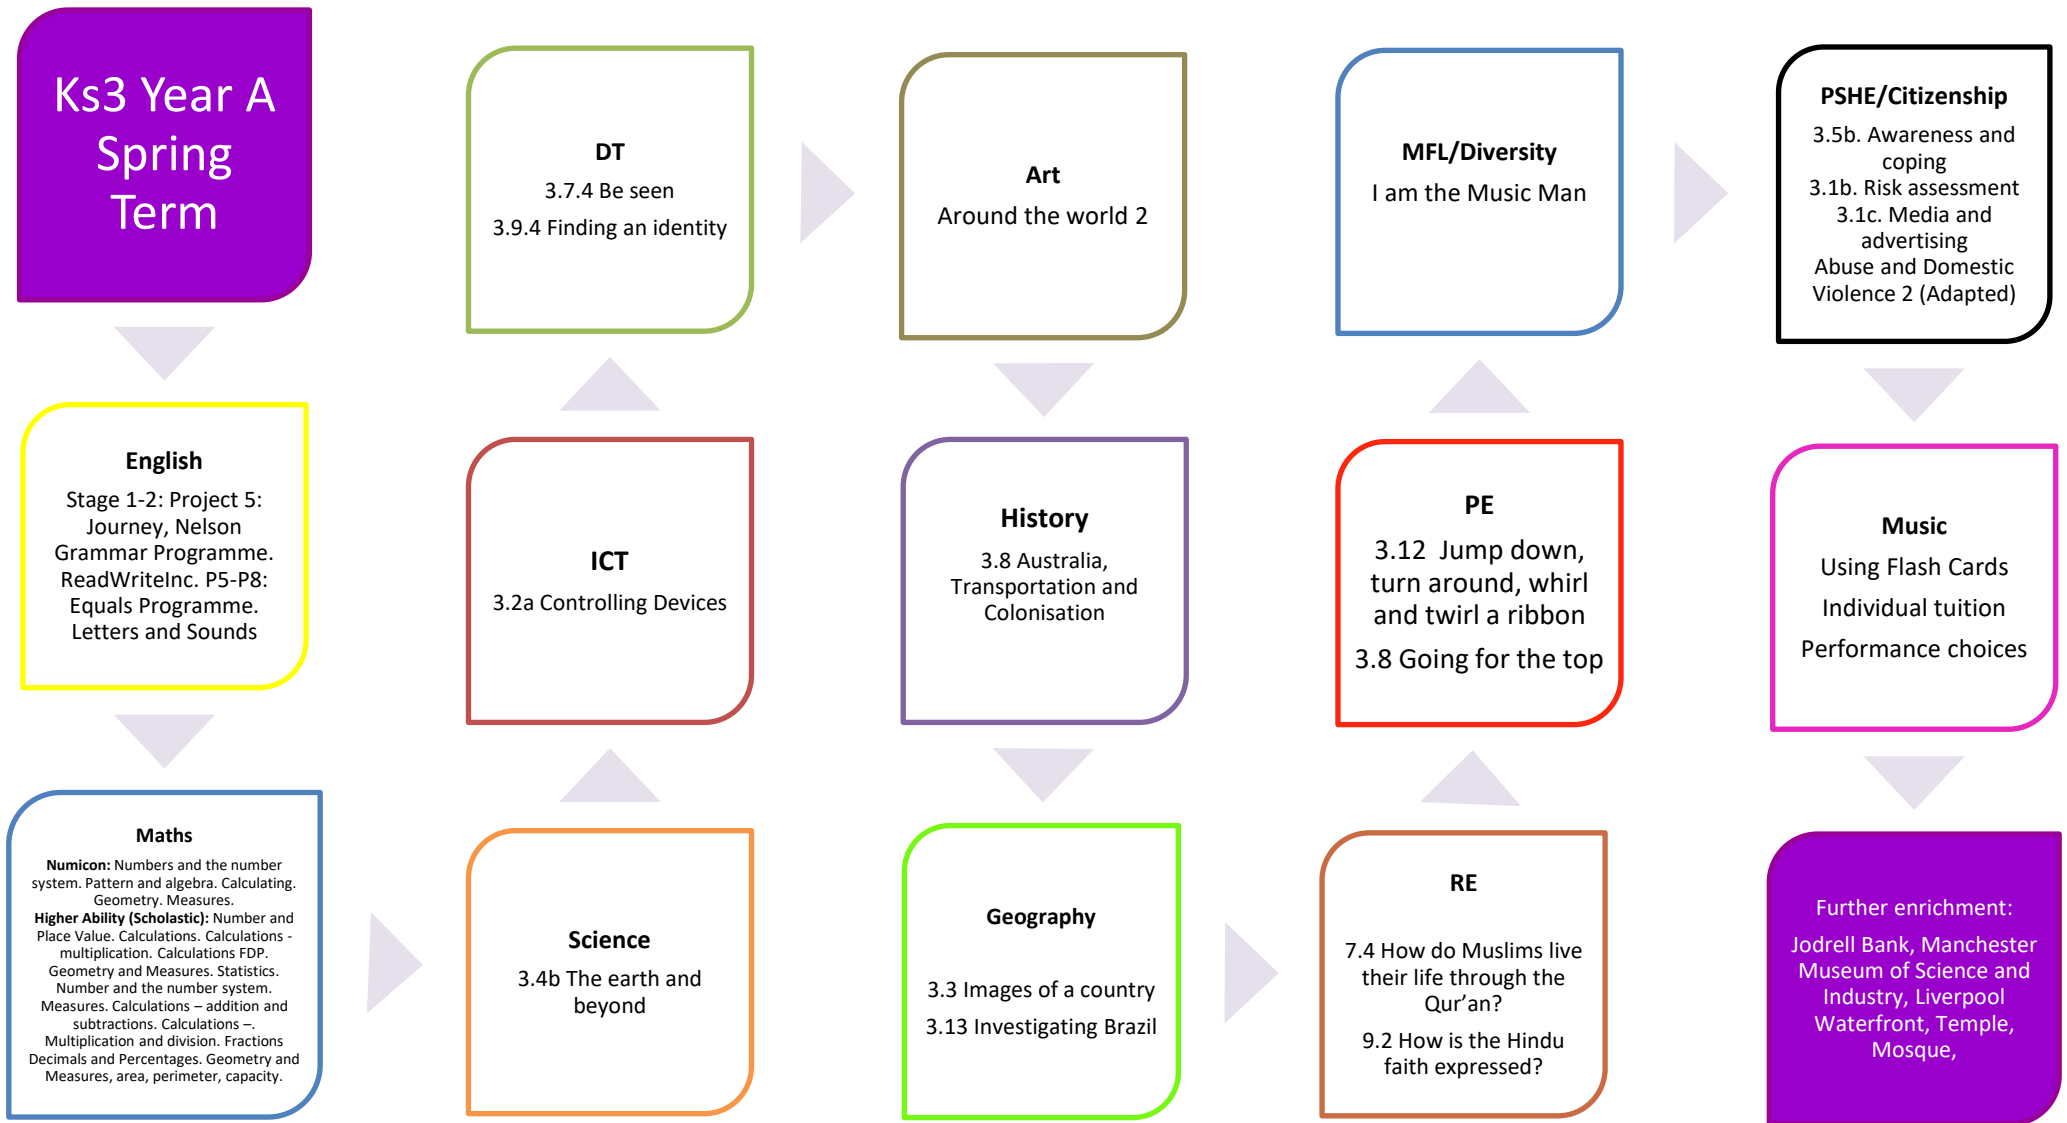 Ks3 Year A
Spring
Term
English
Stage 1-2: Project 5:
Journey, Nelson
Grammar Programme.
ReadWriteInc. P5-P8:
Equals Programme.
Letters and Sounds
Maths
Numicon: Numbers and the number
system. Pattern and algebra. Calculating.
Geometry. Measures.
Higher Ability (Scholastic): Number and
Place Value. Calculations. Calculations -
multiplication. Calculations FDP.
Geometry and Measures. Statistics.
Number and the number system.
Measures. Calculations – addition and
subtractions. Calculations –.
Multiplication and division. Fractions
Decimals and Percentages. Geometry and
Measures, area, perimeter, capacity.
Science
3.4b The earth and
beyond
ICT
3.2a Controlling Devices
DT
3.7.4 Be seen
3.9.4 Finding an identity
Art
Around the world 2
History
3.8 Australia,
Transportation and
Colonisation
Geography
3.3 Images of a country
3.13 Investigating Brazil
RE
7.4 How do Muslims live
their life through the
Qur’an?
9.2 How is the Hindu
faith expressed?
PE
3.12  Jump down,
turn around, whirl
and twirl a ribbon
3.8 Going for the top
MFL/Diversity
I am the Music Man
PSHE/Citizenship
3.5b. Awareness and
coping
3.1b. Risk assessment
3.1c. Media and
advertising
Abuse and Domestic
Violence 2 (Adapted)
Music
Using Flash Cards
Individual tuition
Performance choices
Further enrichment:
Jodrell Bank, Manchester
Museum of Science and
Industry, Liverpool
Waterfront, Temple,
Mosque,